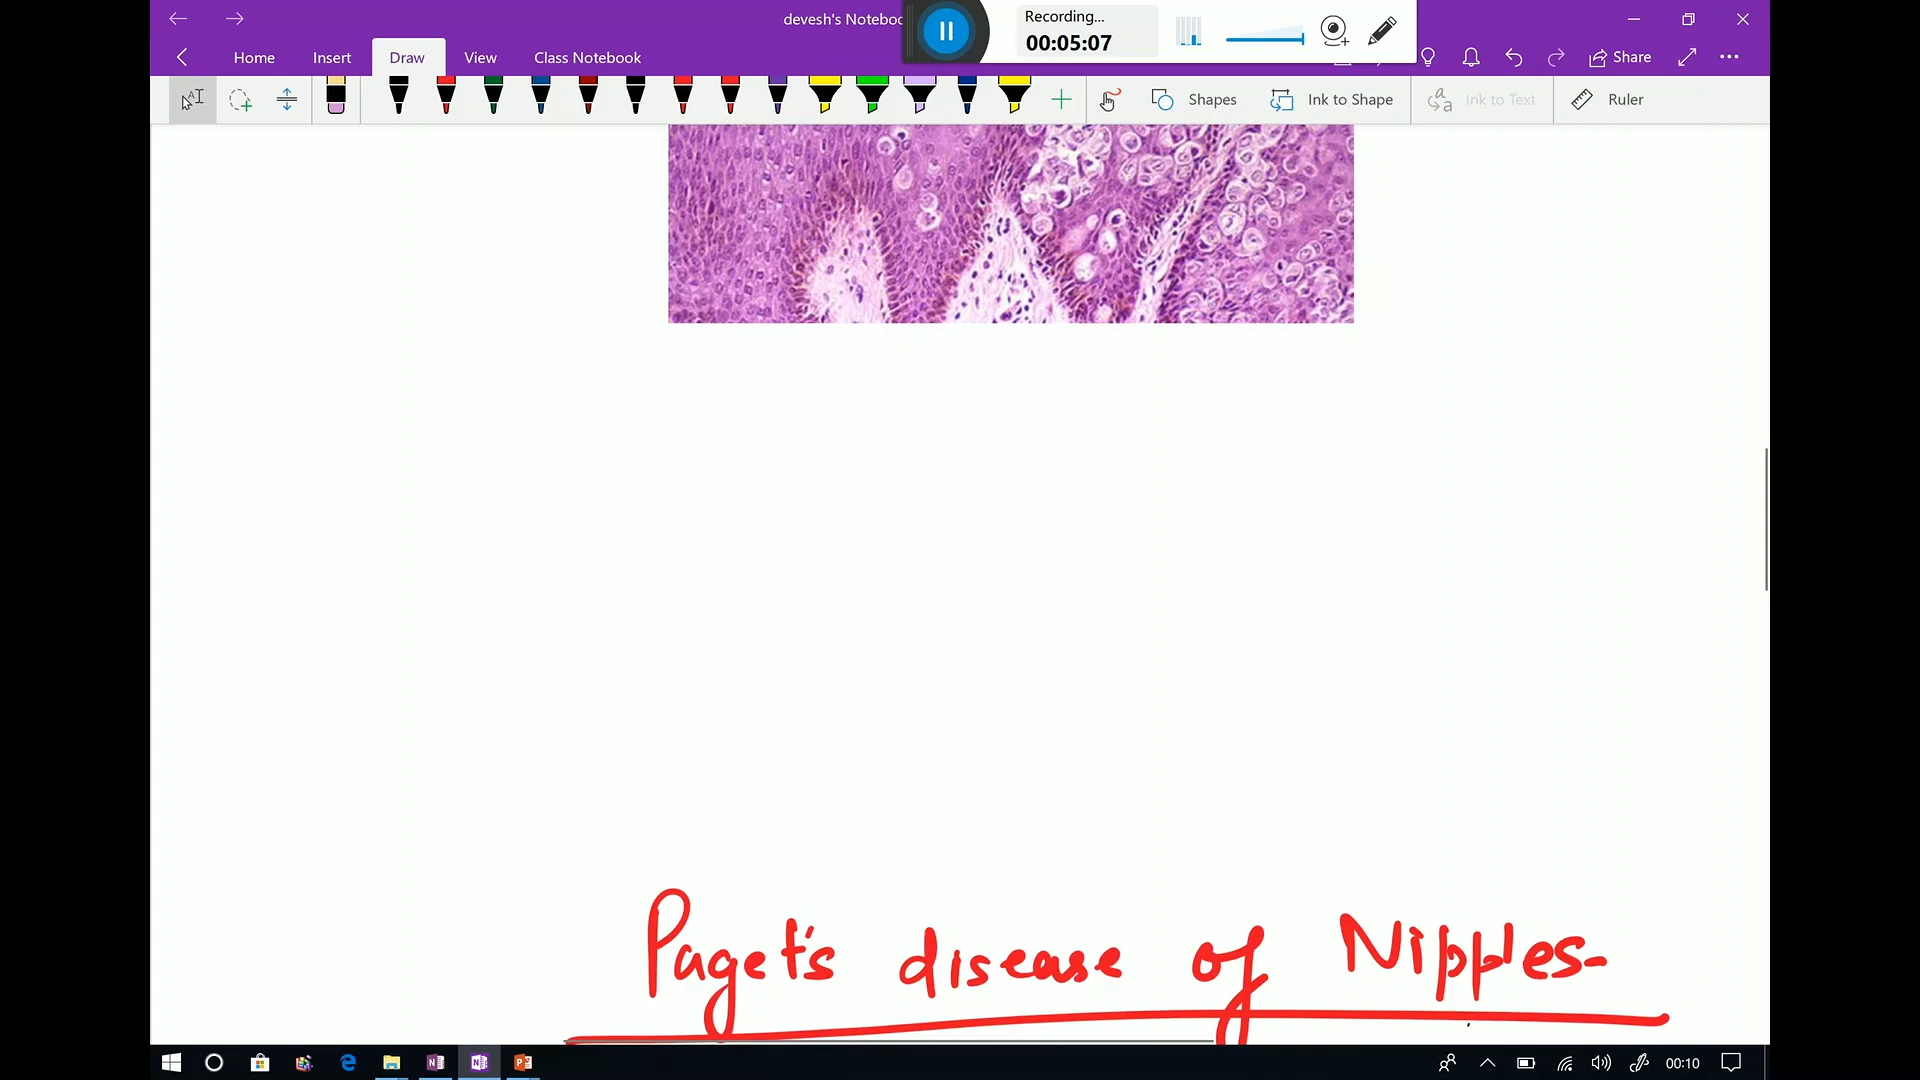 devesh's Noteboo
Recording...
00:05:07
Home Insert Draw View Class Notebook
Share
Shapes Ink to Shape Ink to Text Ruler
Paget's disease of Nipples-
00:10